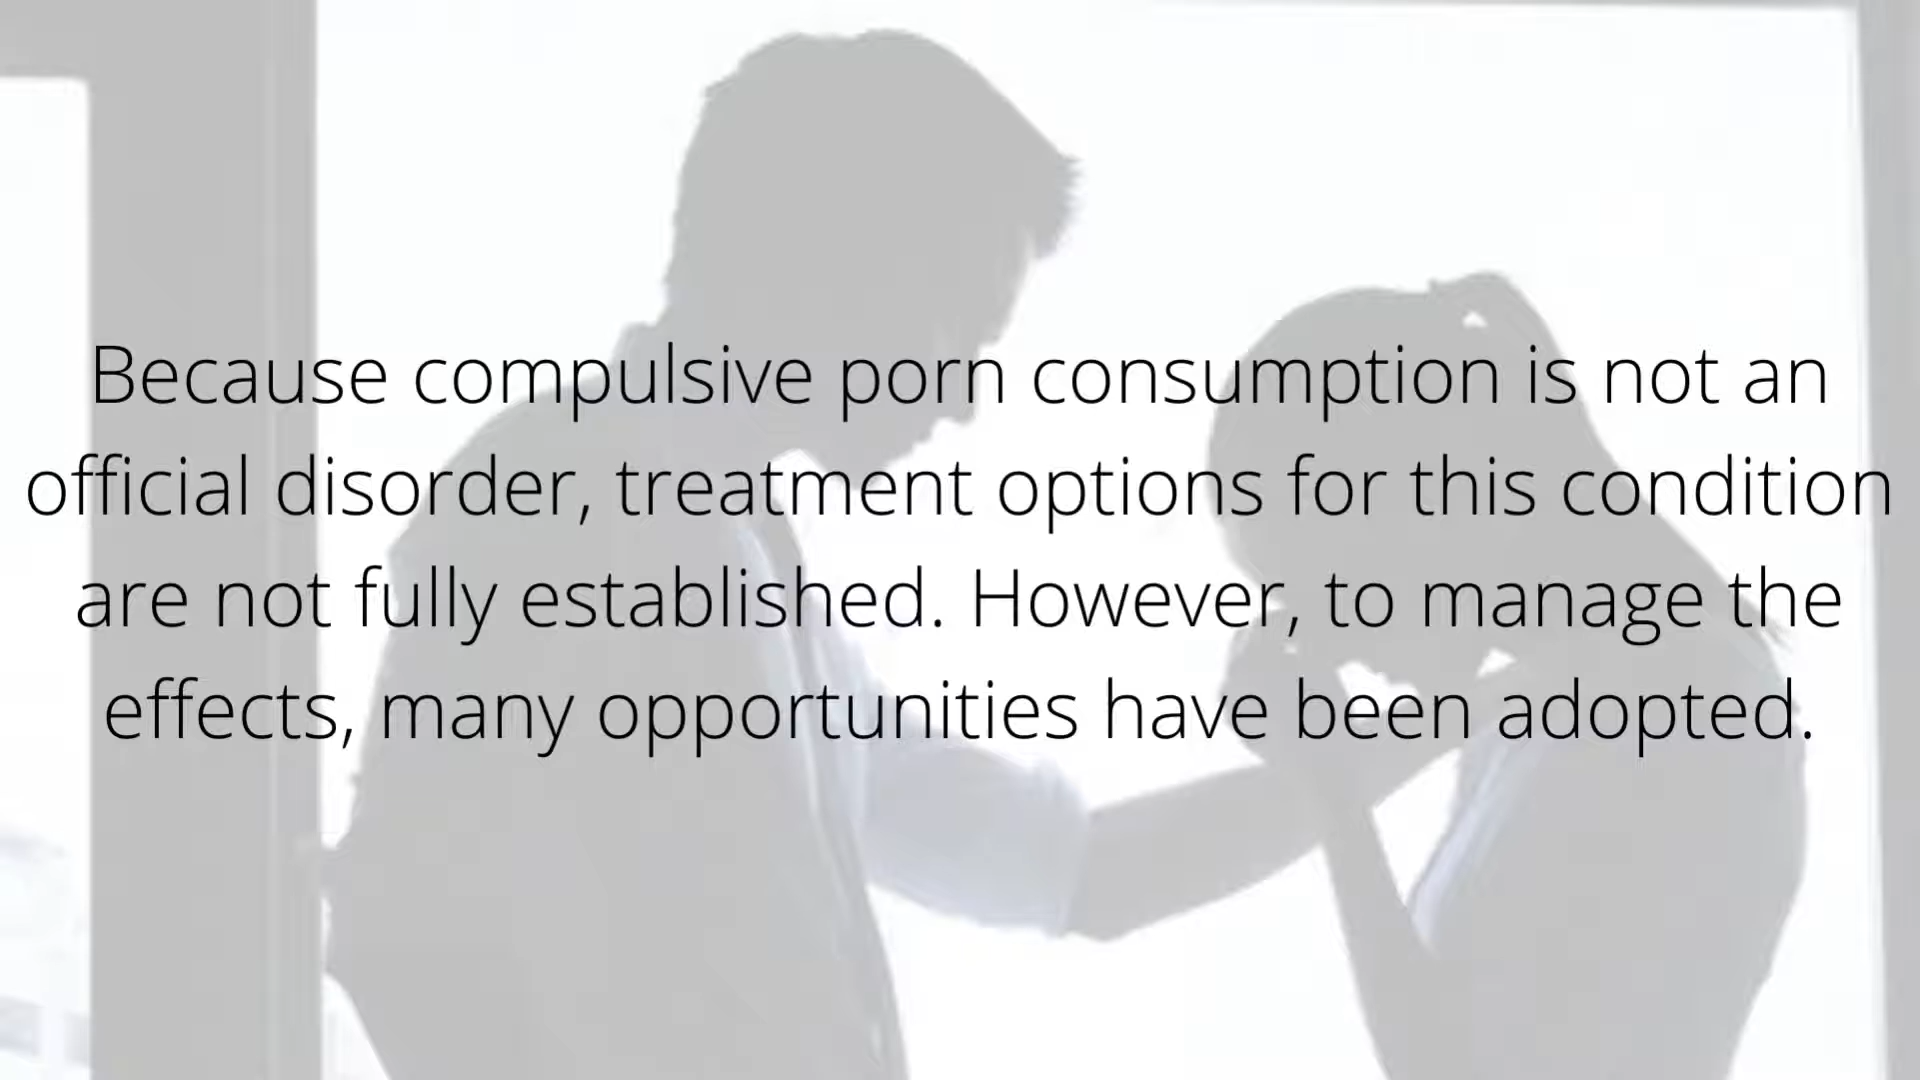 Because compulsive porn consumption is not an
official disorder, treatment options for this condition
are not fully established. However, to manage the
effects, many opportunities have been adopted.